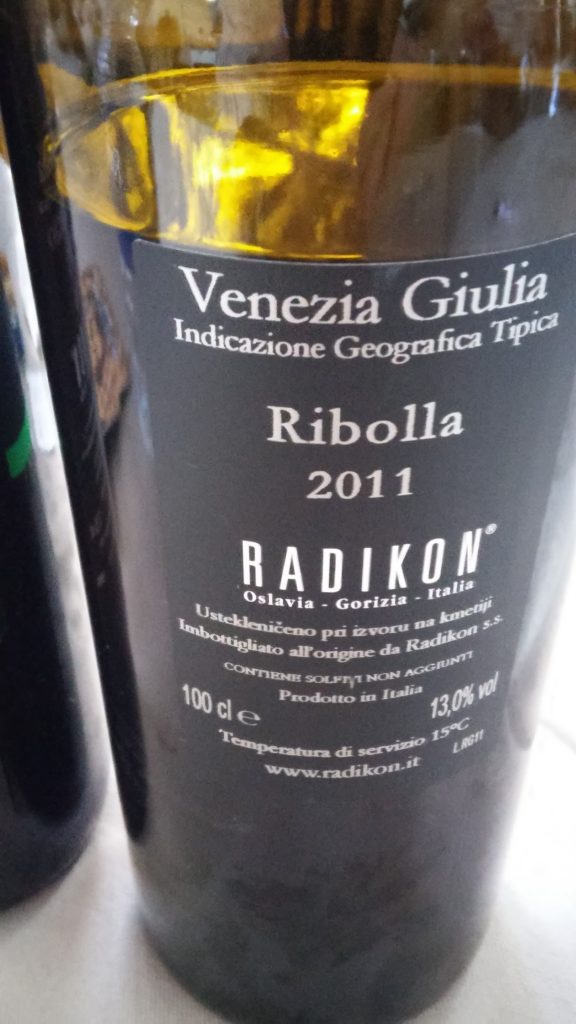 Venezia Giulia
Indicazione Geografica Tipica
Ribolla
2011
RADIKON®
Oslavia - Gorizia - Italia
Ustekleničeno pri izvoru na kmetiji
Imbottigliato all'origine da Radikon s.s.
CONTIENE SOLFITI NON AGGIUNTI
Prodotto in Italia
100 cl ℮ 13,0% vol
Temperatura di servizio 15°C
L.RG11
www.radikon.it